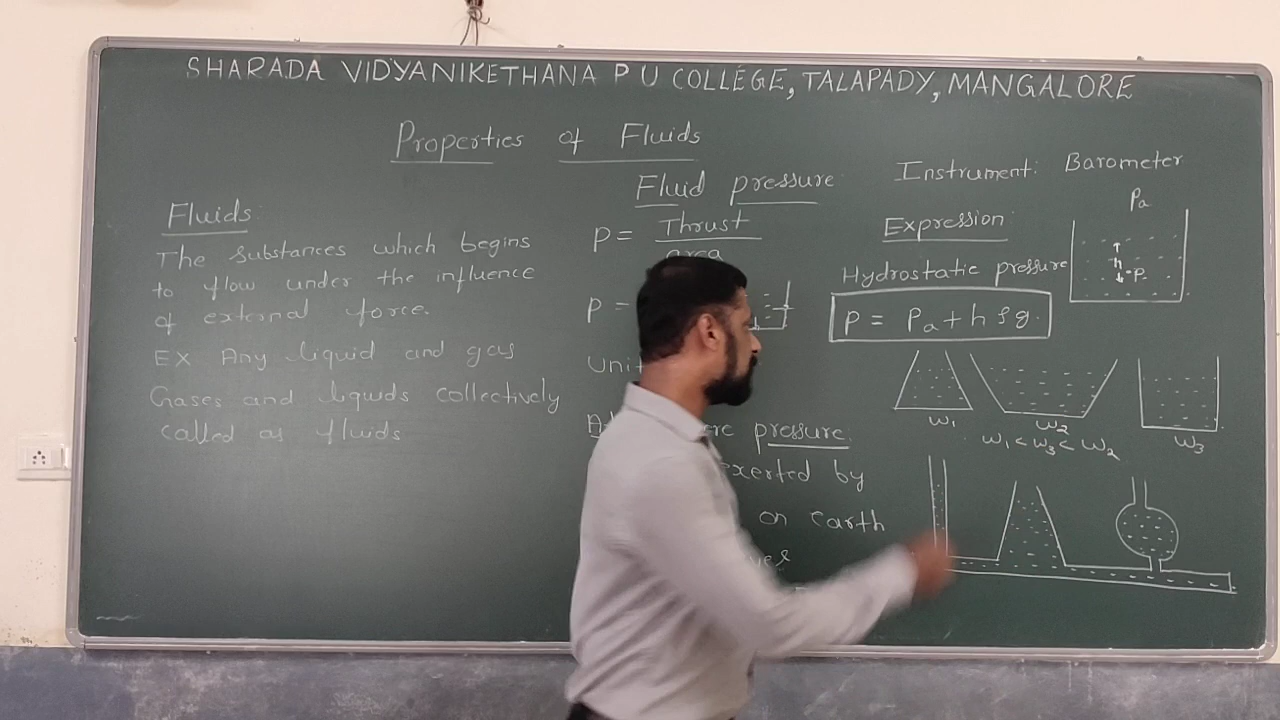 SHARADA VIDYANIKETHANA P U COLLEGE, TALAPADY, MANGALORE
Properties of Fluids
Fluids:
The substances which begins
to flow under the influence
of external force.
EX Any liquid and gas
Gases and liquids collectively
called as fluids
Fluid pressure:
P = Thrust
area
P =
Unit
pressure.
exerted by
on earth
Instrument: Barometer
Expression:
Hydrostatic pressure
P = Pa + hρg.
Pa
h
P
W1
W2
W3
W1 < W3 < W2